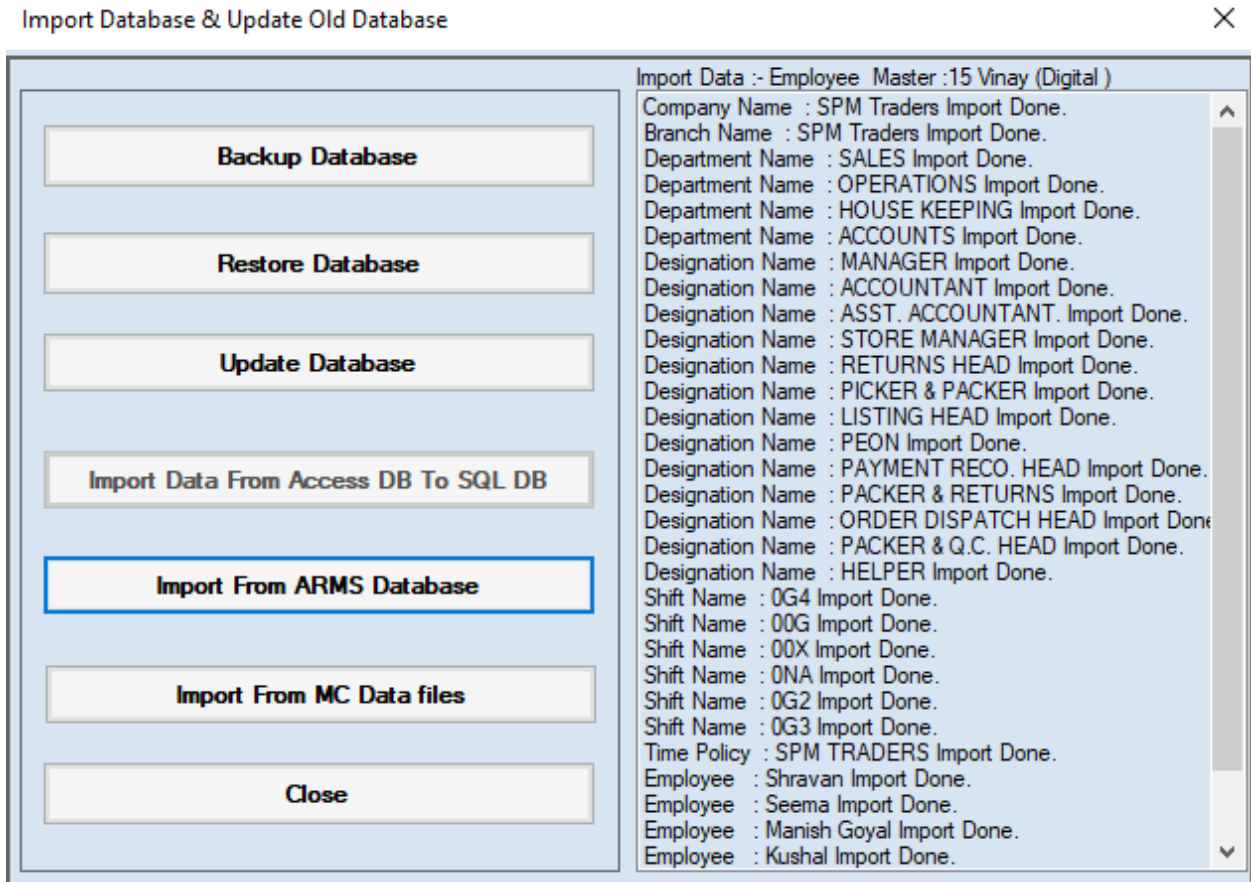 Import Database & Update Old Database
Backup Database
Restore Database
Update Database
Import Data From Access DB To SQL DB
Import From ARMS Database
Import From MC Data files
Close
Import Data :- Employee Master :15 Vinay (Digital )
Company Name : SPM Traders Import Done.
Branch Name : SPM Traders Import Done.
Department Name : SALES Import Done.
Department Name : OPERATIONS Import Done.
Department Name : HOUSE KEEPING Import Done.
Department Name : ACCOUNTS Import Done.
Designation Name : MANAGER Import Done.
Designation Name : ACCOUNTANT Import Done.
Designation Name : ASST. ACCOUNTANT. Import Done.
Designation Name : STORE MANAGER Import Done.
Designation Name : RETURNS HEAD Import Done.
Designation Name : PICKER & PACKER Import Done.
Designation Name : LISTING HEAD Import Done.
Designation Name : PEON Import Done.
Designation Name : PAYMENT RECO. HEAD Import Done.
Designation Name : PACKER & RETURNS Import Done.
Designation Name : ORDER DISPATCH HEAD Import Done
Designation Name : PACKER & Q.C. HEAD Import Done.
Designation Name : HELPER Import Done.
Shift Name : 0G4 Import Done.
Shift Name : 00G Import Done.
Shift Name : 00X Import Done.
Shift Name : 0NA Import Done.
Shift Name : 0G2 Import Done.
Shift Name : 0G3 Import Done.
Time Policy : SPM TRADERS Import Done.
Employee : Shravan Import Done.
Employee : Seema Import Done.
Employee : Manish Goyal Import Done.
Employee : Kushal Import Done.